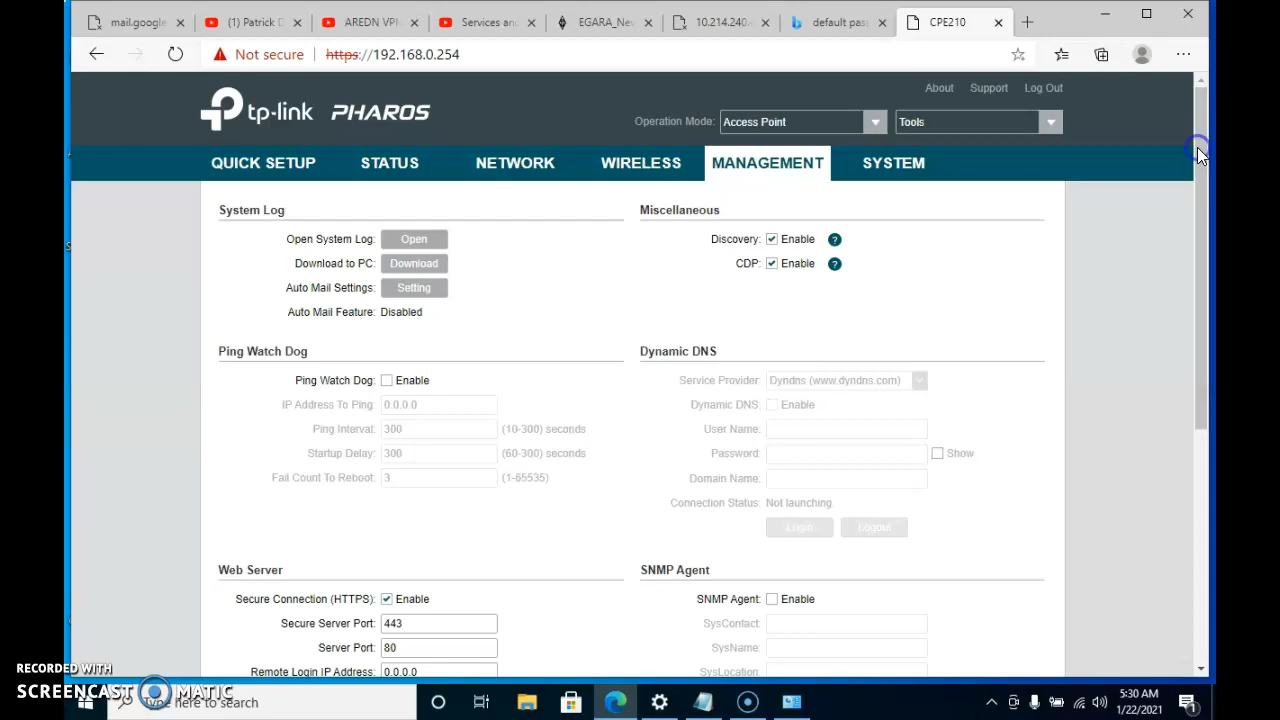 mail.google
(1) Patrick D
AREDN VPN
Services and
EGARA_Nev
10.214.240.
default pas
CPE210
Not secure https://192.168.0.254
tp-link PHAROS
About Support Log Out
Operation Mode: Access Point Tools
QUICK SETUP STATUS NETWORK WIRELESS MANAGEMENT SYSTEM
System Log
Open System Log: Open
Download to PC: Download
Auto Mail Settings: Setting
Auto Mail Feature: Disabled
Miscellaneous
Discovery: Enable ?
CDP: Enable ?
Ping Watch Dog
Ping Watch Dog: Enable
IP Address To Ping: 0.0.0.0
Ping Interval: 300 (10-300) seconds
Startup Delay: 300 (60-300) seconds
Fail Count To Reboot: 3 (1-65535)
Dynamic DNS
Service Provider: Dyndns (www.dyndns.com)
Dynamic DNS: Enable
User Name:
Password: Show
Domain Name:
Connection Status: Not launching
Login Logout
Web Server
Secure Connection (HTTPS): Enable
Secure Server Port: 443
Server Port: 80
Remote Login IP Address: 0.0.0.0
SNMP Agent
SNMP Agent: Enable
SysContact:
SysName:
SysLocation:
RECORDED WITH
SCREENCAST MATIC
Type here to search
5:30 AM
1/22/2021
1